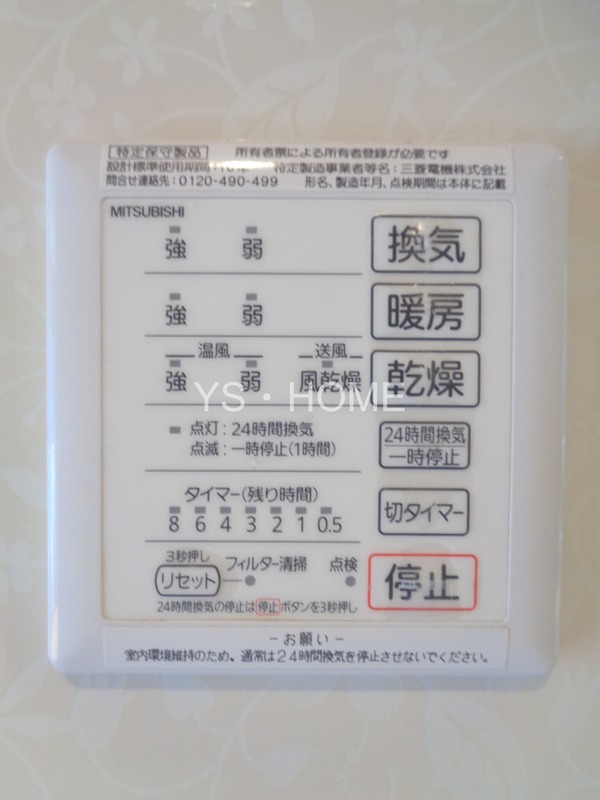 特定保守製品 所有者票による所有者登録が必要です
設計標準使用期間:10年 特定製造事業者等名:三菱電機株式会社
問合せ連絡先:0120-490-499 形名、製造年月、点検期間は本体に記載
MITSUBISHI
強 弱 換気
強 弱 暖房
温風 送風
強 弱 風乾燥 乾燥
YS・HOME
点灯:24時間換気
点滅:一時停止(1時間)
24時間換気
一時停止
タイマー(残り時間)
8 6 4 3 2 1 0.5
切タイマー
3秒押し
リセット フィルター清掃 点検
停止
24時間換気の停止は停止ボタンを3秒押し
-お願い-
室内環境維持のため、通常は24時間換気を停止させないでください。